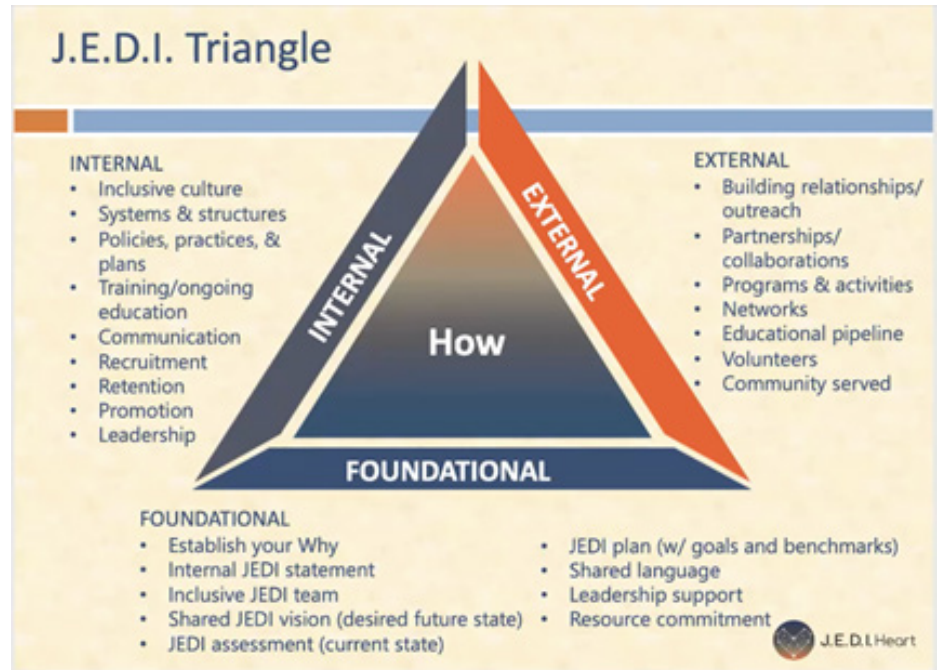 J.E.D.I. Triangle
INTERNAL
• Inclusive culture
• Systems & structures
• Policies, practices, &
plans
• Training/ongoing
education
• Communication
• Recruitment
• Retention
• Promotion
• Leadership
INTERNAL
EXTERNAL
How
FOUNDATIONAL
EXTERNAL
• Building relationships/
outreach
• Partnerships/
collaborations
• Programs & activities
• Networks
• Educational pipeline
• Volunteers
• Community served
FOUNDATIONAL
• Establish your Why
• Internal JEDI statement
• Inclusive JEDI team
• Shared JEDI vision (desired future state)
• JEDI assessment (current state)
• JEDI plan (w/ goals and benchmarks)
• Shared language
• Leadership support
• Resource commitment
J.E.D.I.Heart